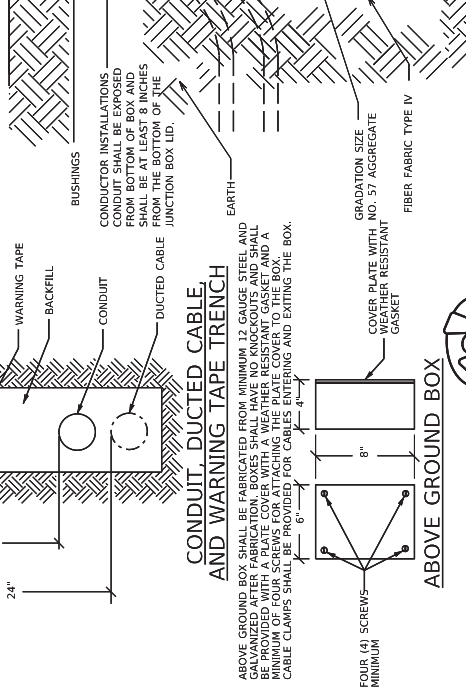 BUSHINGS
CONDUCTOR INSTALLATIONS
CONDUIT SHALL BE EXPOSED
FROM BOTTOM OF BOX AND
SHALL BE AT LEAST 8 INCHES
FROM THE BOTTOM OF THE
JUNCTION BOX LID.
EARTH
GRADATION SIZE
NO. 57 AGGREGATE
FIBER FABRIC TYPE IV
WARNING TAPE
BACKFILL
CONDUIT
DUCTED CABLE
24"
CONDUIT, DUCTED CABLE,
AND WARNING TAPE TRENCH
ABOVE GROUND BOX SHALL BE FABRICATED FROM MINIMUM 12 GAUGE STEEL AND
GALVANIZED AFTER FABRICATION. BOXES SHALL HAVE NO KNOCKOUTS AND SHALL
BE PROVIDED WITH A PLATE COVER WITH A WEATHER RESISTANT GASKET AND A
MINIMUM OF FOUR SCREWS FOR ATTACHING THE PLATE COVER TO THE BOX.
CABLE CLAMPS SHALL BE PROVIDED FOR CABLES ENTERING AND EXITING THE BOX.
6"
4"
8"
COVER PLATE WITH
WEATHER RESISTANT
GASKET
FOUR (4) SCREWS
MINIMUM
ABOVE GROUND BOX